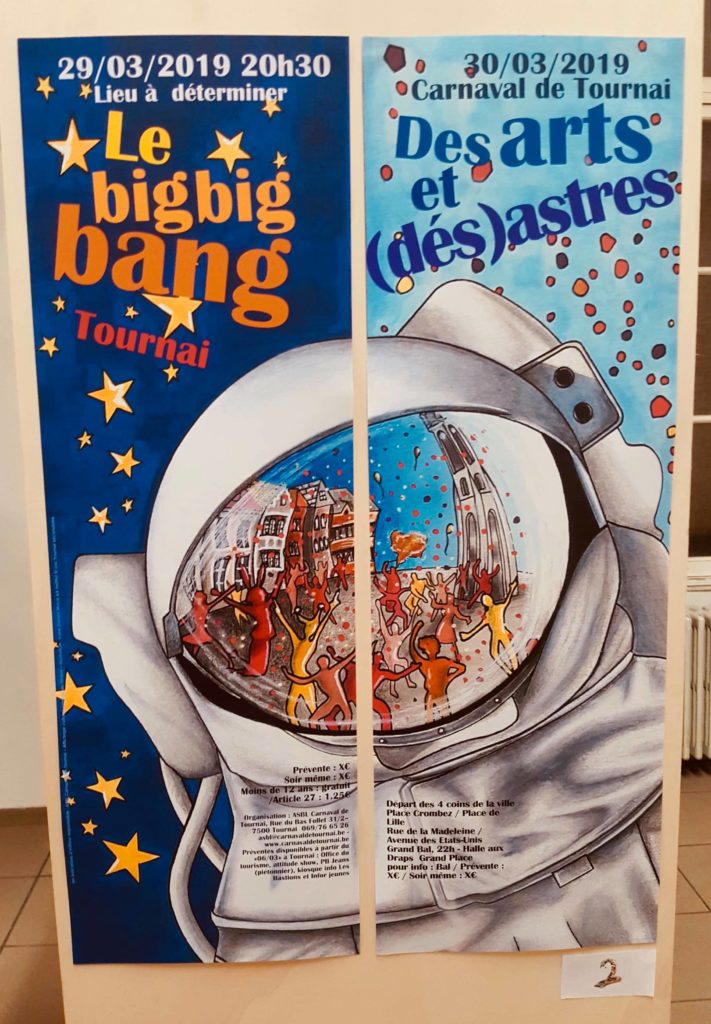 29/03/2019 20h30
Lieu à déterminer
Le
big big
bang
Tournai
Prévente : X€
Soir même : X€
Moins de 12 ans : gratuit
/Article 27 : 1.25€
Organisation : ASBL Carnaval de
Tournai, Rue du Bas Follet 31/2-
7500 Tournai 069/76 65 26
asbl@carnavaldetournai.be -
www.carnavaldetournai.be
Préventes disponibles à partir du
«06/03» à Tournai : Office du
tourisme, attitude show, PB Jeans
(piétonnier), kiosque info Les
Bastions et Infor jeunes
30/03/2019
Carnaval de Tournai
Des arts
et
(dés)astres
Départ des 4 coins de la ville
Place Crombez / Place de
Lille
Rue de la Madeleine /
Avenue des Etats-Unis
Grand Bal, 22h - Halle aux
Draps Grand Place
pour info : Bal / Prévente :
X€ / Soir même : X€
2